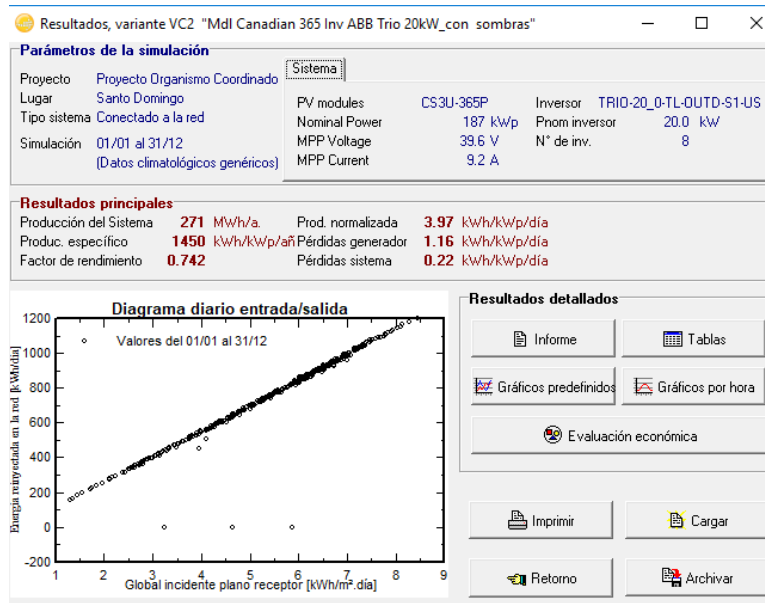 Resultados, variante VC2 "Mdl Canadian 365 Inv ABB Trio 20kW_con sombras"
Parámetros de la simulación
Proyecto Proyecto Organismo Coordinado
Lugar Santo Domingo
Tipo sistema Conectado a la red
Simulación 01/01 al 31/12
(Datos climatológicos genéricos)
Sistema
PV modules CS3U-365P Inversor TRIO-20_0-TL-OUTD-S1-US
Nominal Power 187 kWp Pnom inversor 20.0 kW
MPP Voltage 39.6 V N° de inv. 8
MPP Current 9.2 A
Resultados principales
Producción del Sistema 271 MWh/a. Prod. normalizada 3.97 kWh/kWp/día
Produc. específico 1450 kWh/kWp/añ Pérdidas generador 1.16 kWh/kWp/día
Factor de rendimiento 0.742 Pérdidas sistema 0.22 kWh/kWp/día
Diagrama diario entrada/salida
Valores del 01/01 al 31/12
Energía reinyectada en la red [kWh/día]
1200
1000
800
600
400
200
0
-200
1 2 3 4 5 6 7 8 9
Global incidente plano receptor [kWh/m².día]
Resultados detallados
Informe Tablas
Gráficos predefinidos Gráficos por hora
Evaluación económica
Imprimir Cargar
Retorno Archivar